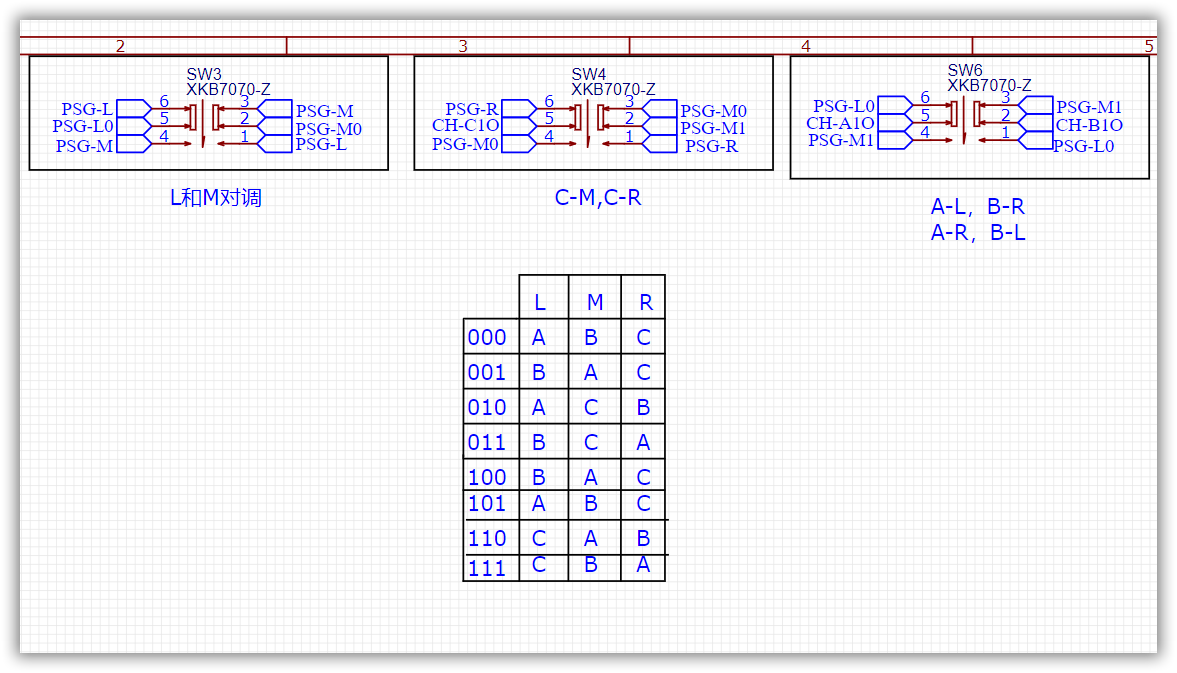 2 3 4 5
SW3
XKB7070-Z
PSG-L 6 3 PSG-M
PSG-L0 5 2 PSG-M0
PSG-M 4 1 PSG-L
L和M对调
SW4
XKB7070-Z
PSG-R 6 3 PSG-M0
CH-C1O 5 2 PSG-M1
PSG-M0 4 1 PSG-R
C-M,C-R
SW6
XKB7070-Z
PSG-L0 6 3 PSG-M1
CH-A1O 5 2 CH-B1O
PSG-M1 4 1 PSG-L0
A-L，B-R
A-R，B-L
L M R
000 A B C
001 B A C
010 A C B
011 B C A
100 B A C
101 A B C
110 C A B
111 C B A